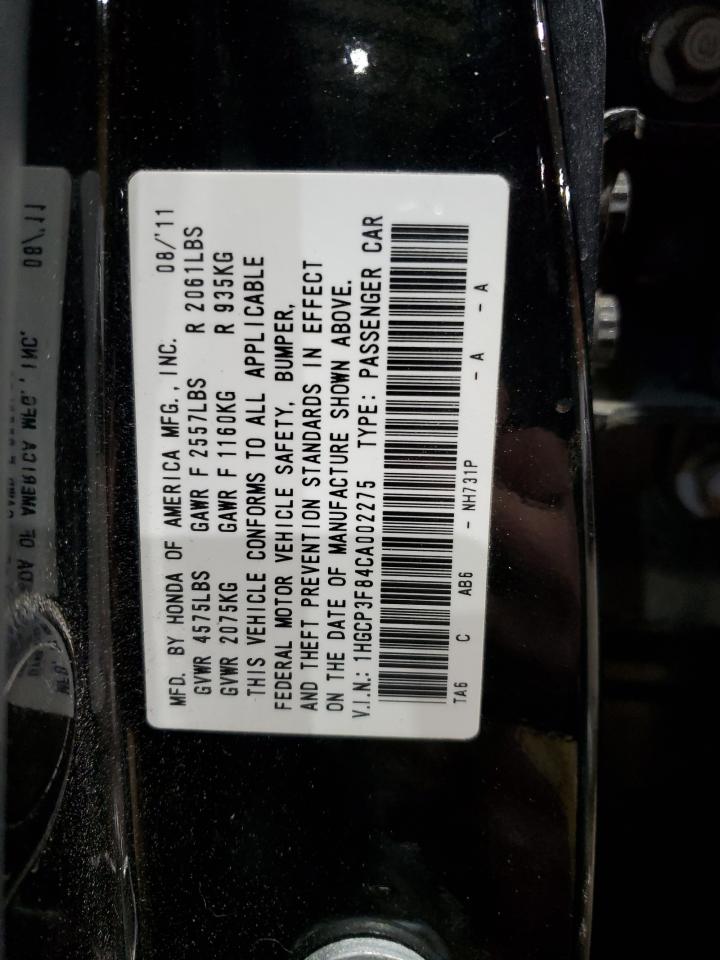 MFD. BY HONDA OF AMERICA MFG., INC. 08/'11
GVWR 4575LBS GAWR F 2557LBS R 2061LBS
GVWR 2075KG GAWR F 1160KG R 935KG
THIS VEHICLE CONFORMS TO ALL APPLICABLE
FEDERAL MOTOR VEHICLE SAFETY, BUMPER,
AND THEFT PREVENTION STANDARDS IN EFFECT
ON THE DATE OF MANUFACTURE SHOWN ABOVE.
V.I.N.: 1HGCP3F84CA002275 TYPE: PASSENGER CAR
TA6 C AB6 - NH731P - A - A